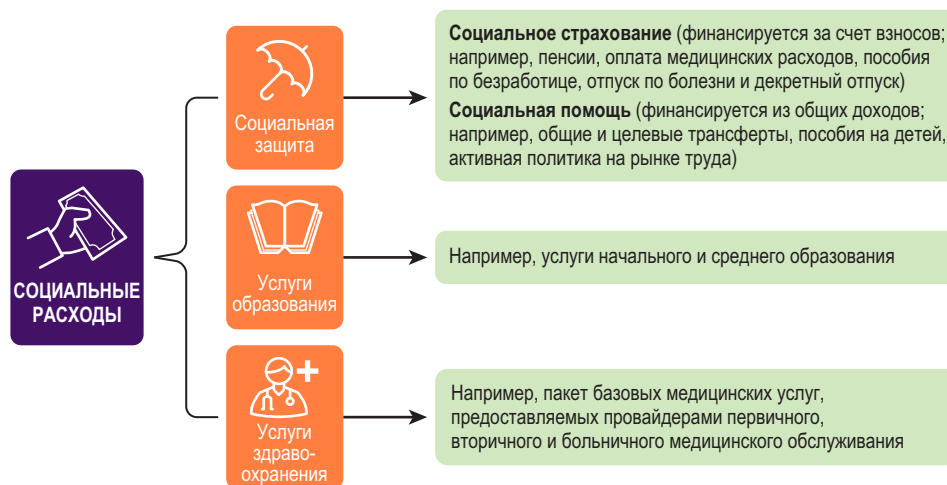 Социальное страхование (финансируется за счет взносов;
например, пенсии, оплата медицинских расходов, пособия
по безработице, отпуск по болезни и декретный отпуск)
Социальная помощь (финансируется из общих доходов;
например, общие и целевые трансферты, пособия на детей,
активная политика на рынке труда)
Социальная
защита
СОЦИАЛЬНЫЕ
РАСХОДЫ
Услуги
образования
Например, услуги начального и среднего образования
Услуги
здраво-
охранения
Например, пакет базовых медицинских услуг,
предоставляемых провайдерами первичного,
вторичного и больничного медицинского обслуживания